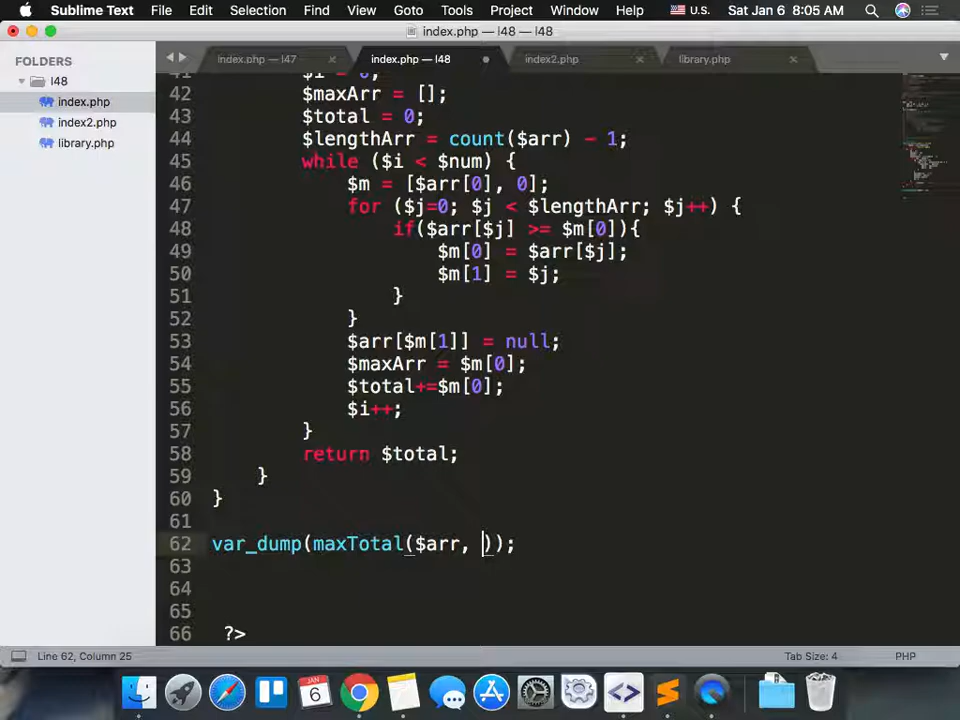 Sublime Text File Edit Selection Find View Goto Tools Project Window Help U.S. Sat Jan 6 8:05 AM
index.php — l48 — l48
FOLDERS
l48
index.php
index2.php
library.php
index.php — l47 index.php — l48 index2.php library.php
41 $i = 0;
42 $maxArr = [];
43 $total = 0;
44 $lengthArr = count($arr) - 1;
45 while ($i < $num) {
46 $m = [$arr[0], 0];
47 for ($j=0; $j < $lengthArr; $j++) {
48 if($arr[$j] >= $m[0]){
49 $m[0] = $arr[$j];
50 $m[1] = $j;
51 }
52 }
53 $arr[$m[1]] = null;
54 $maxArr = $m[0];
55 $total+=$m[0];
56 $i++;
57 }
58 return $total;
59 }
60 }
61
62 var_dump(maxTotal($arr, ));
63
64
65
66 ?>
Line 62, Column 25 Tab Size: 4 PHP
JAN
6